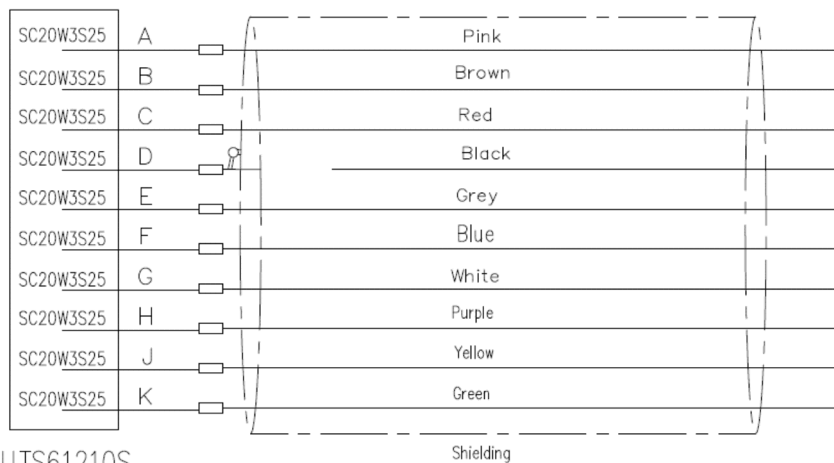 SC20W3S25 A Pink
SC20W3S25 B Brown
SC20W3S25 C Red
SC20W3S25 D Black
SC20W3S25 E Grey
SC20W3S25 F Blue
SC20W3S25 G White
SC20W3S25 H Purple
SC20W3S25 J Yellow
SC20W3S25 K Green
Shielding